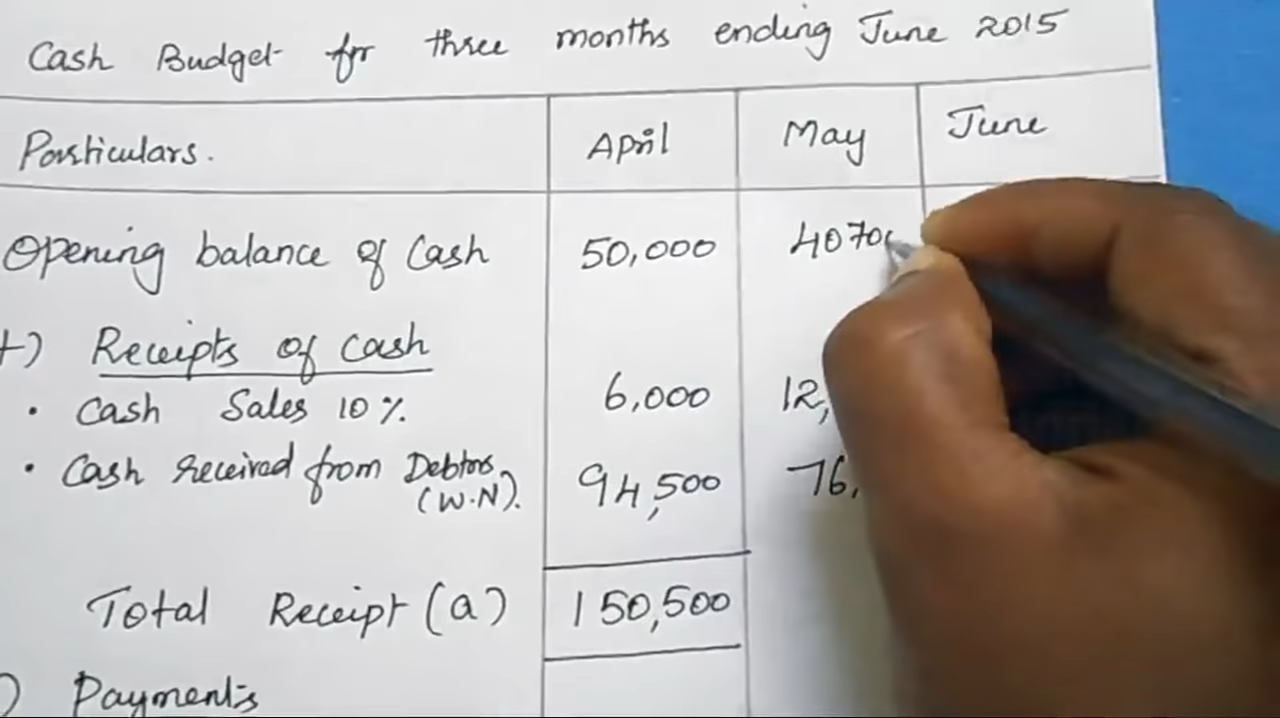 Cash Budget for three months ending June 2015
Particulars. April May June
Opening balance of Cash 50,000 4070
+) Receipts of cash
• Cash Sales 10% 6,000 12,
• Cash received from Debtors (W.N). 94,500 76,
Total Receipt (a) 150,500
) Payments